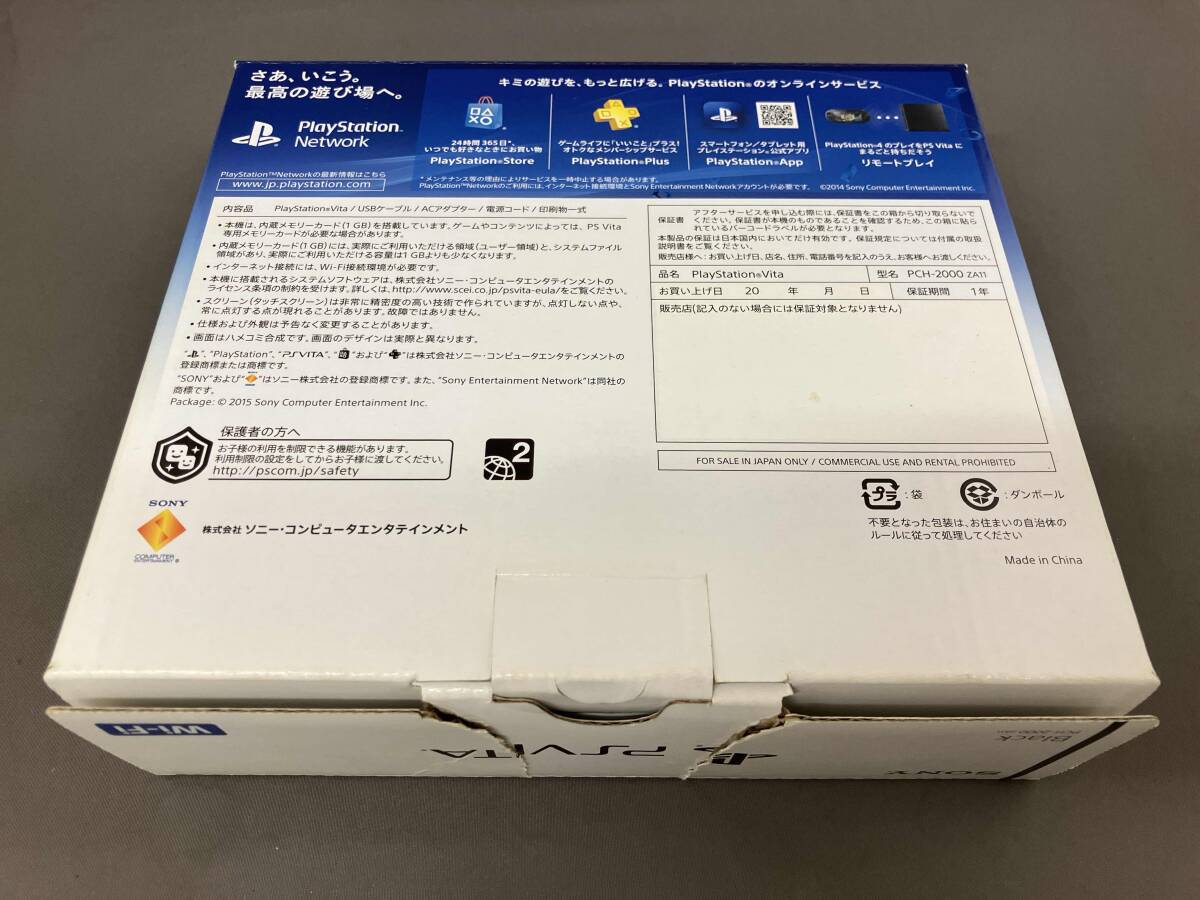 さあ、いこう。
最高の遊び場へ。
PlayStation™
Network
PlayStation™Networkの最新情報はこちら
www.jp.playstation.com
キミの遊びを、もっと広げる。PlayStation®のオンラインサービス
24時間365日*、
いつでも好きなときにお買い物
PlayStation®Store
ゲームライフに「いいこと」プラス!
オトクなメンバーシップサービス
PlayStation®Plus
スマートフォン/タブレット用
プレイステーション®公式アプリ
PlayStation®App
PlayStation®4のプレイをPS Vitaに
まるごと持ちだそう
リモートプレイ
* メンテナンス等の理由によりサービスを一時中止する場合があります。
PlayStation™Networkのご利用には、インターネット接続環境とSony Entertainment Networkアカウントが必要です。
©2014 Sony Computer Entertainment Inc.
内容品 PlayStation®Vita / USBケーブル / ACアダプター / 電源コード / 印刷物一式
・本機は、内蔵メモリーカード(1 GB)を搭載しています。ゲームやコンテンツによっては、PS Vita
専用メモリーカードが必要な場合があります。
・内蔵メモリーカード(1 GB)には、実際にご利用いただける領域(ユーザー領域)と、システムファイル
領域があり、実際にご利用いただける容量は1 GBよりも少なくなります。
・インターネット接続には、Wi-Fi接続環境が必要です。
・本機に搭載されるシステムソフトウェアは、株式会社ソニー・コンピュータエンタテインメントの
ライセンス条項の制約を受けます。詳しくは、http://www.scei.co.jp/psvita-eula/をご覧ください。
・スクリーン(タッチスクリーン)は非常に精密度の高い技術で作られていますが、点灯しない点や、
常に点灯する点が現れることがあります。故障ではありません。
・仕様および外観は予告なく変更することがあります。
・画面はハメコミ合成です。画面のデザインは実際と異なります。
“ ”, “PlayStation”, “PSVITA”, “ ”および“ ”は株式会社ソニー・コンピュータエンタテインメントの
登録商標または商標です。
“SONY”および“ ”はソニー株式会社の登録商標です。また、“Sony Entertainment Network”は同社の
商標です。
Package: © 2015 Sony Computer Entertainment Inc.
保護者の方へ
お子様の利用を制限できる機能があります。
利用制限の設定をしてからお子様に渡してください。
http://pscom.jp/safety
2
SONY
COMPUTER
ENTERTAINMENT®
株式会社 ソニー・コンピュータエンタテインメント
保証書
アフターサービスを申し込む際には、保証書をこの箱から切り取らないで
ください。保証書が本機のものであることを確認するため、この箱に貼ら
れているバーコードラベルが必要となります。
本製品の保証は日本国内においてだけ有効です。保証規定については付属の取扱
説明書をご覧ください。
販売店様へ:お買い上げ日、店名、住所、電話番号を記入のうえ、お客様へお渡しください。
品名 PlayStation®Vita 型名 PCH-2000 ZA11
お買い上げ日 20 年 月 日 保証期間 1年
販売店(記入のない場合には保証対象となりません)
FOR SALE IN JAPAN ONLY / COMMERCIAL USE AND RENTAL PROHIBITED
プラ :袋
:ダンボール
不要となった包装は、お住まいの自治体の
ルールに従って処理してください
Made in China
Wi-Fi
PSVITA
Black
SONY